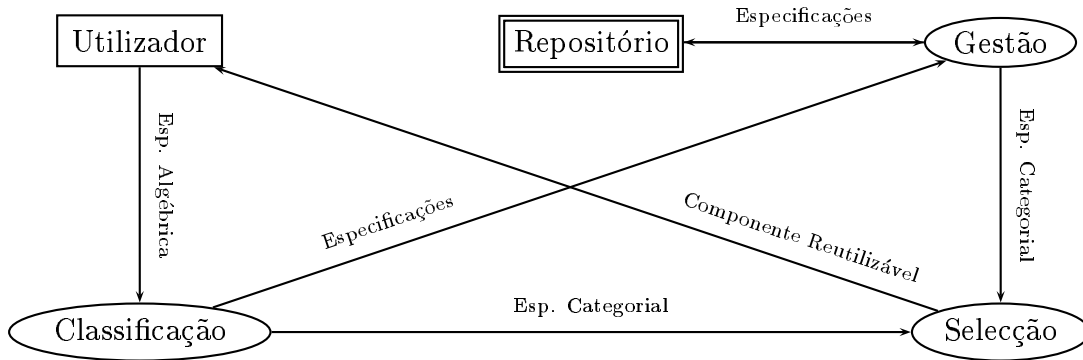 Especificações
Utilizador
Repositório
Gestão
Esp. Algébrica
Esp. Categorial
Especificações
Componente Reutilizável
Esp. Categorial
Classificação
Selecção